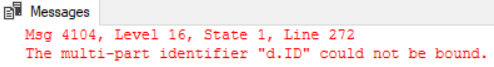 Messages
Msg 4104, Level 16, State 1, Line 272
The multi-part identifier "d.ID" could not be bound.